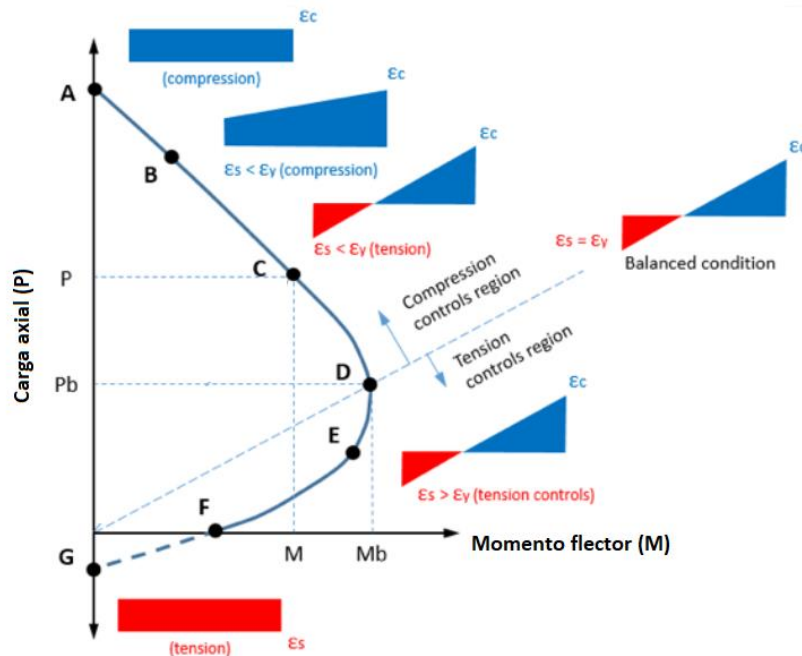 εc
(compression)
A
εc
B
εs < εy (compression)
εc
εs < εy (tension)
εc
εs = εy
Balanced condition
C
P
Compression
controls region
Tension
controls region
D
Pb
εc
E
εs > εy (tension controls)
F
G
M
Mb
Momento flector (M)
Carga axial (P)
(tension)
εs